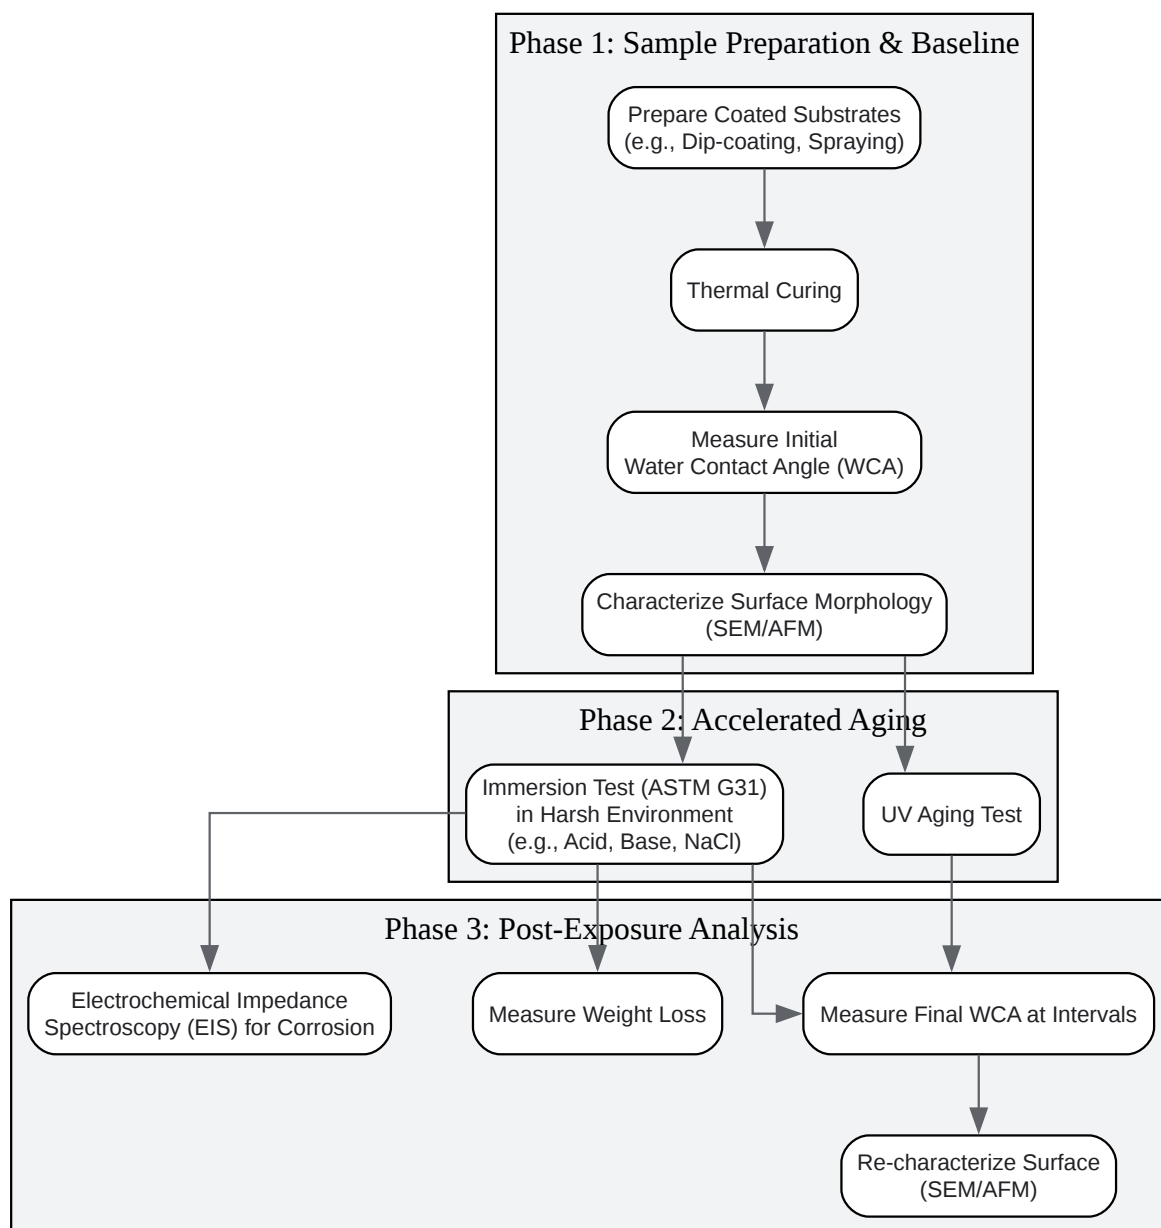 Phase 1: Sample Preparation & Baseline
Prepare Coated Substrates
(e.g., Dip-coating, Spraying)
Thermal Curing
Measure Initial
Water Contact Angle (WCA)
Characterize Surface Morphology
(SEM/AFM)
Phase 2: Accelerated Aging
Immersion Test (ASTM G31)
in Harsh Environment
(e.g., Acid, Base, NaCl)
UV Aging Test
Phase 3: Post-Exposure Analysis
Electrochemical Impedance
Spectroscopy (EIS) for Corrosion
Measure Weight Loss
Measure Final WCA at Intervals
Re-characterize Surface
(SEM/AFM)